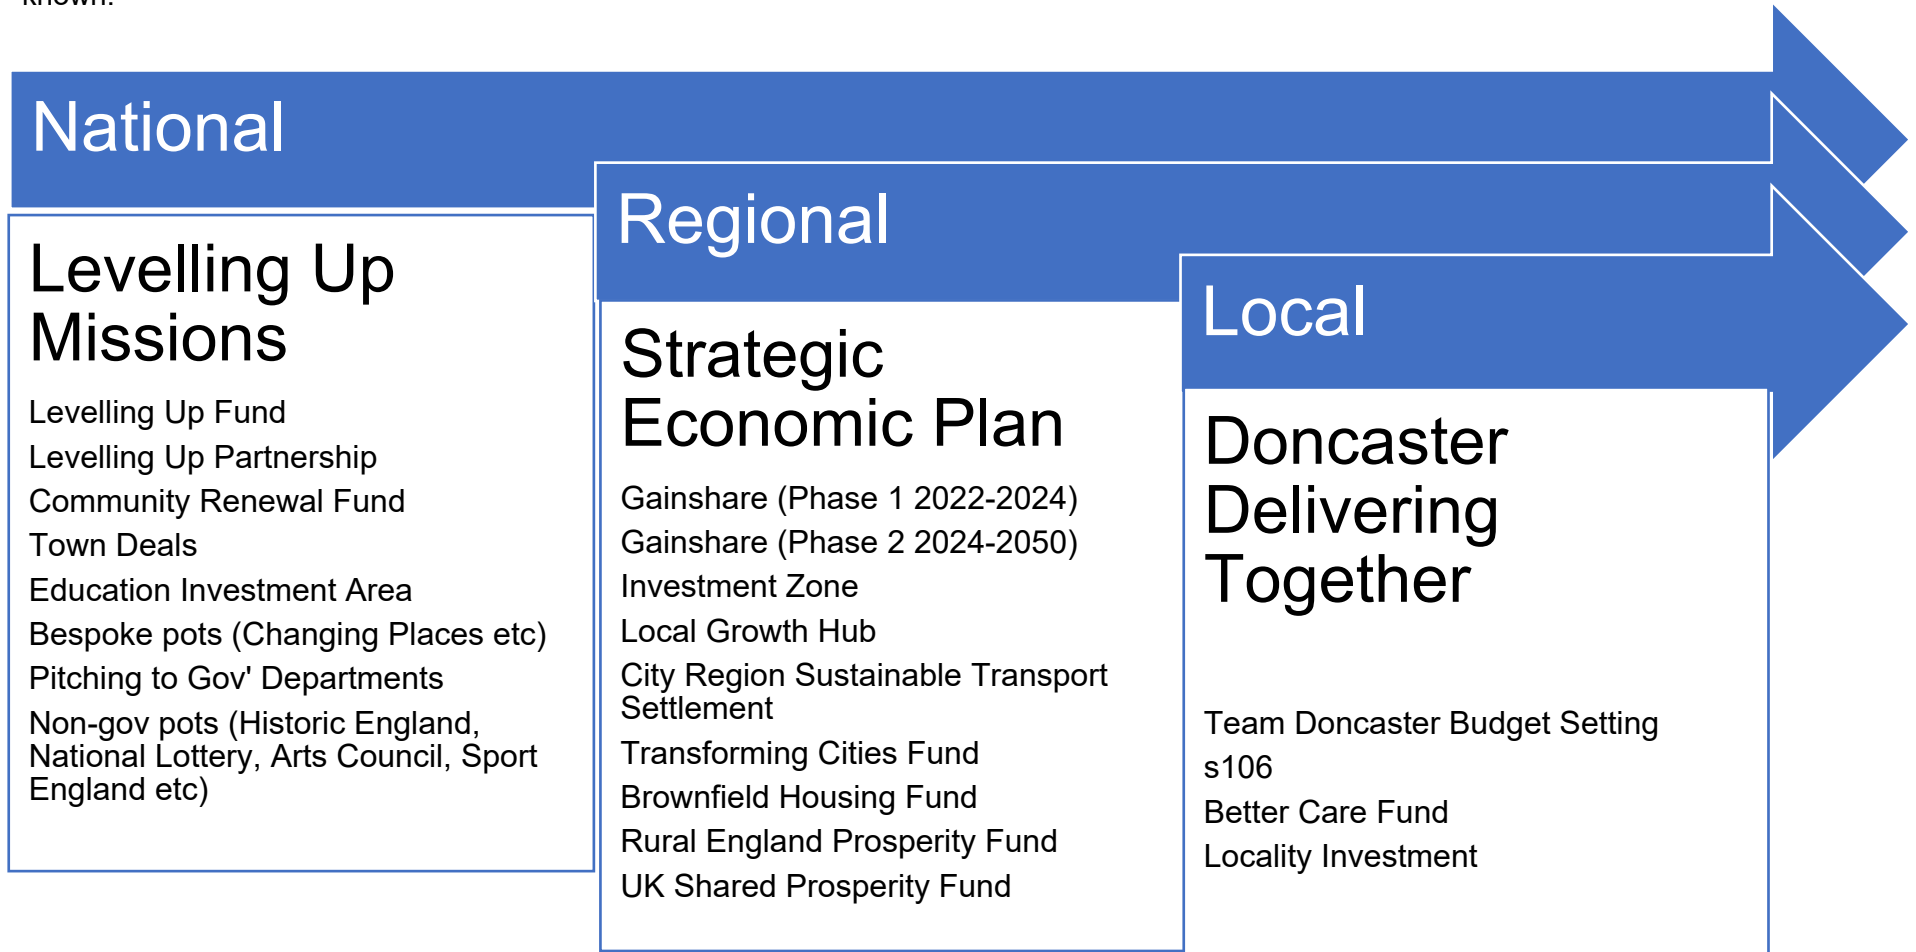 known.
National
Levelling Up
Missions
Levelling Up Fund
Levelling Up Partnership
Community Renewal Fund
Town Deals
Education Investment Area
Bespoke pots (Changing Places etc)
Pitching to Gov' Departments
Non-gov pots (Historic England,
National Lottery, Arts Council, Sport
England etc)
Regional
Strategic
Economic Plan
Gainshare (Phase 1 2022-2024)
Gainshare (Phase 2 2024-2050)
Investment Zone
Local Growth Hub
City Region Sustainable Transport
Settlement
Transforming Cities Fund
Brownfield Housing Fund
Rural England Prosperity Fund
UK Shared Prosperity Fund
Local
Doncaster
Delivering
Together
Team Doncaster Budget Setting
s106
Better Care Fund
Locality Investment